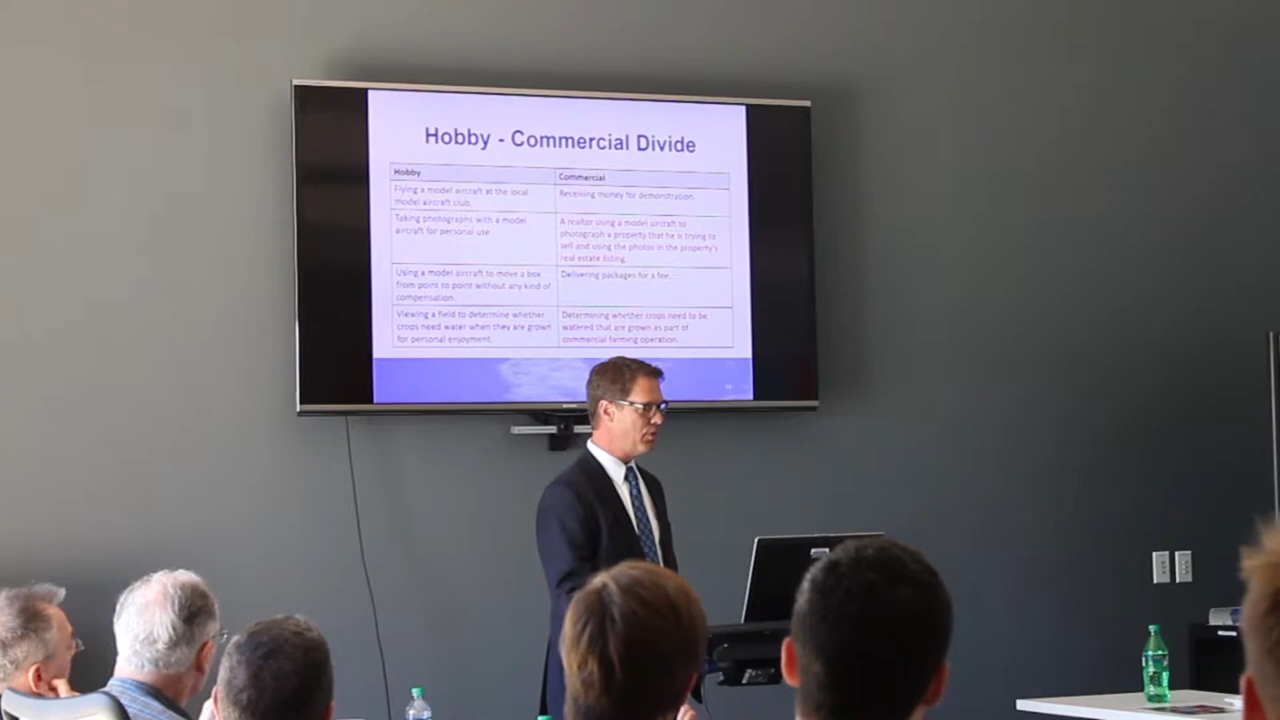 Hobby - Commercial Divide
Hobby
Commercial
Flying a model aircraft at the local
model aircraft club.
Receiving money for demonstration.
Taking photographs with a model
aircraft for personal use
A realtor using a model aircraft to
photograph a property that he is trying to
sell and using the photos in the property's
real estate listing.
Using a model aircraft to move a box
from point to point without any kind of
compensation.
Delivering packages for a fee.
Viewing a field to determine whether
crops need water when they are grown
for personal enjoyment.
Determining whether crops need to be
watered that are grown as part of
commercial farming operation.